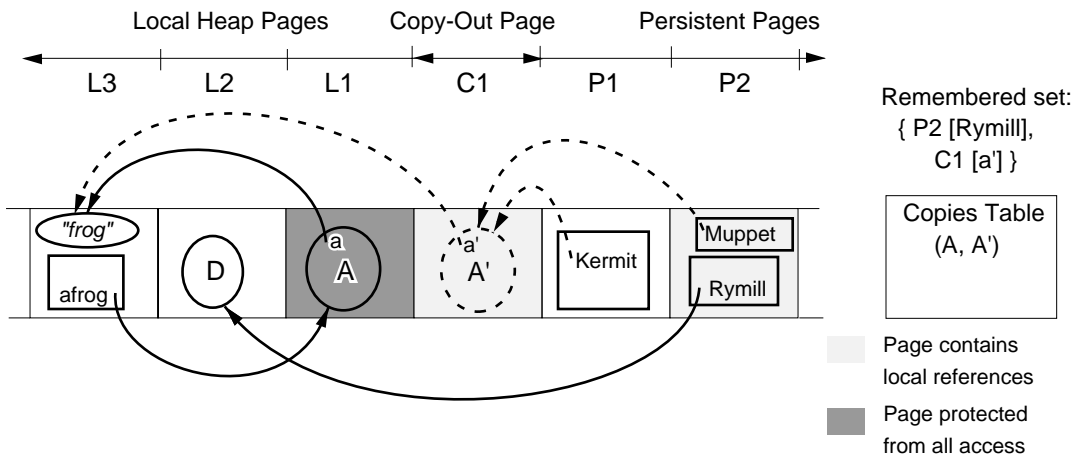 Local Heap Pages Copy-Out Page Persistent Pages
L3 L2 L1 C1 P1 P2
Remembered set:
{ P2 [Rymill],
C1 [a'] }
"frog" a a' Muppet
D A A' Kermit
afrog Rymill
Copies Table
(A, A')
Page contains
local references
Page protected
from all access